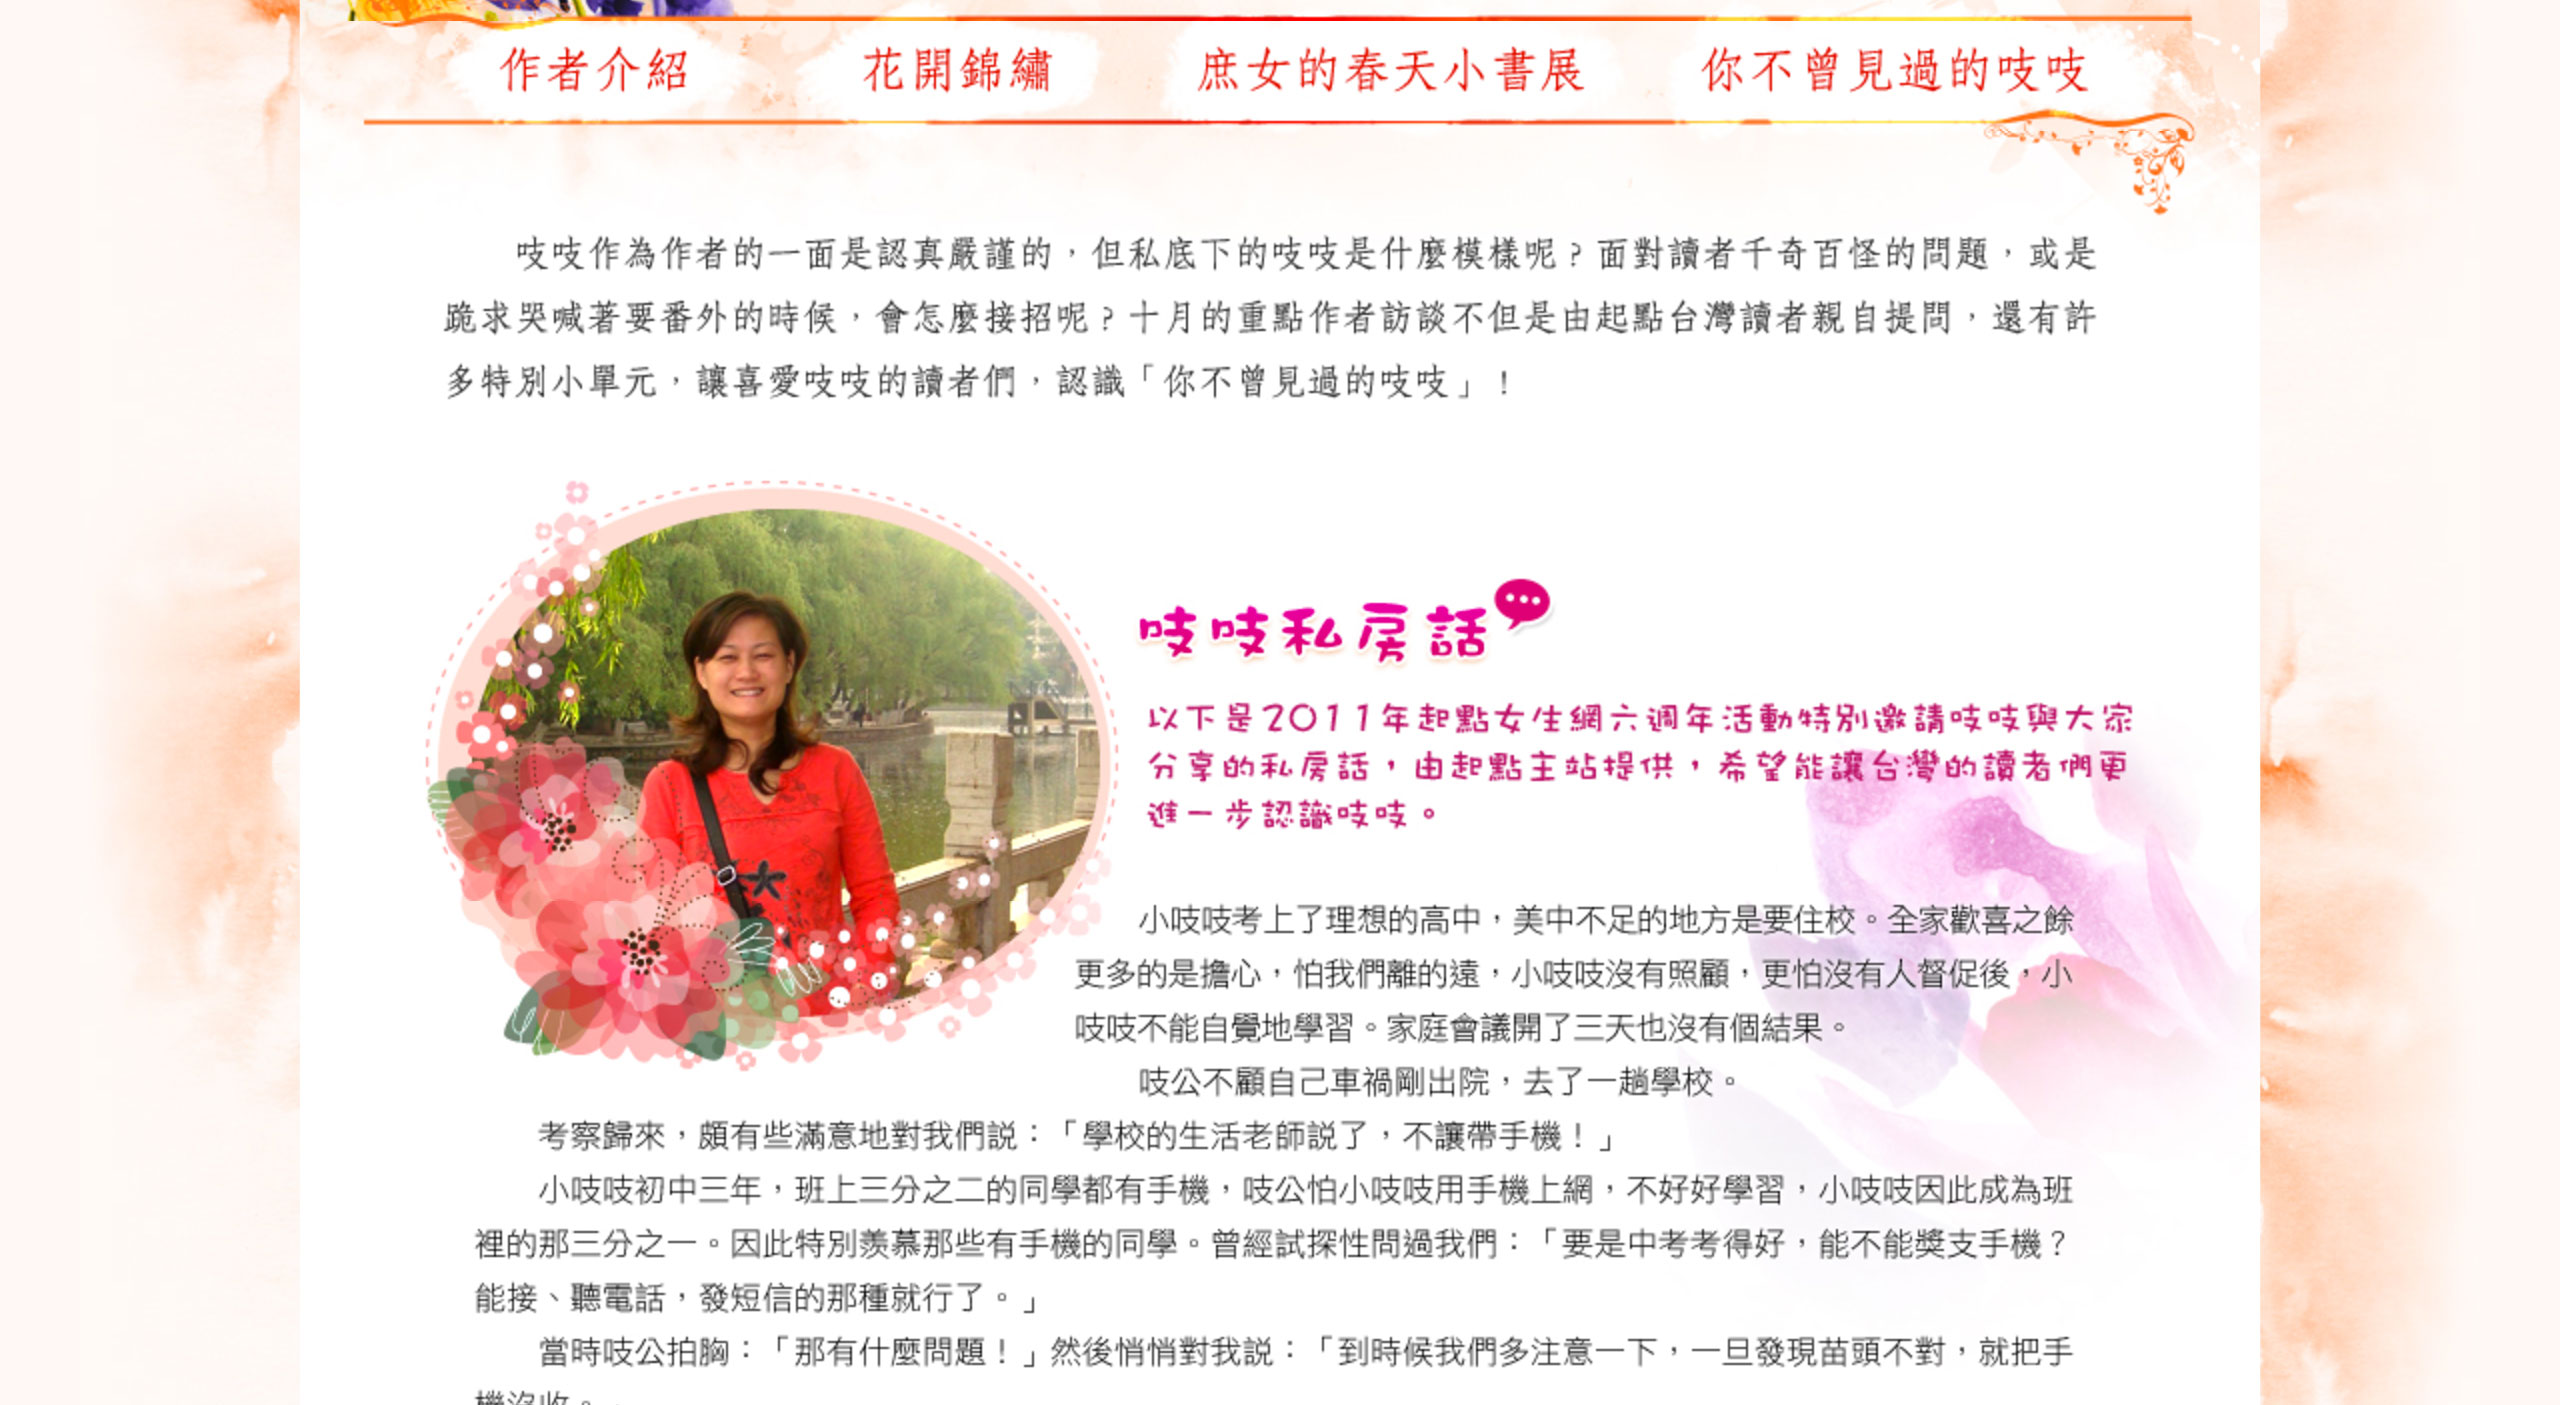 作者介紹 花開錦繡 庶女的春天小書展 你不曾見過的吱吱
吱吱作為作者的一面是認真嚴謹的，但私底下的吱吱是什麼模樣呢？面對讀者千奇百怪的問題，或是
跪求哭喊著要番外的時候，會怎麼接招呢？十月的重點作者訪談不但是由起點台灣讀者親自提問，還有許
多特別小單元，讓喜愛吱吱的讀者們，認識「你不曾見過的吱吱」！
吱吱私房話
以下是2011年起點女生網六週年活動特別邀請吱吱與大家
分享的私房話，由起點主站提供，希望能讓台灣的讀者們更
進一步認識吱吱。
小吱吱考上了理想的高中，美中不足的地方是要住校。全家歡喜之餘
更多的是擔心，怕我們離的遠，小吱吱沒有照顧，更怕沒有人督促後，小
吱吱不能自覺地學習。家庭會議開了三天也沒有個結果。
吱公不顧自己車禍剛出院，去了一趟學校。
考察歸來，頗有些滿意地對我們説：「學校的生活老師説了，不讓帶手機！」
小吱吱初中三年，班上三分之二的同學都有手機，吱公怕小吱吱用手機上網，不好好學習，小吱吱因此成為班
裡的那三分之一。因此特別羨慕那些有手機的同學。曾經試探性問過我們：「要是中考考得好，能不能獎支手機？
能接、聽電話，發短信的那種就行了。」
當時吱公拍胸：「那有什麼問題！」然後悄悄對我説：「到時候我們多注意一下，一旦發現苗頭不對，就把手